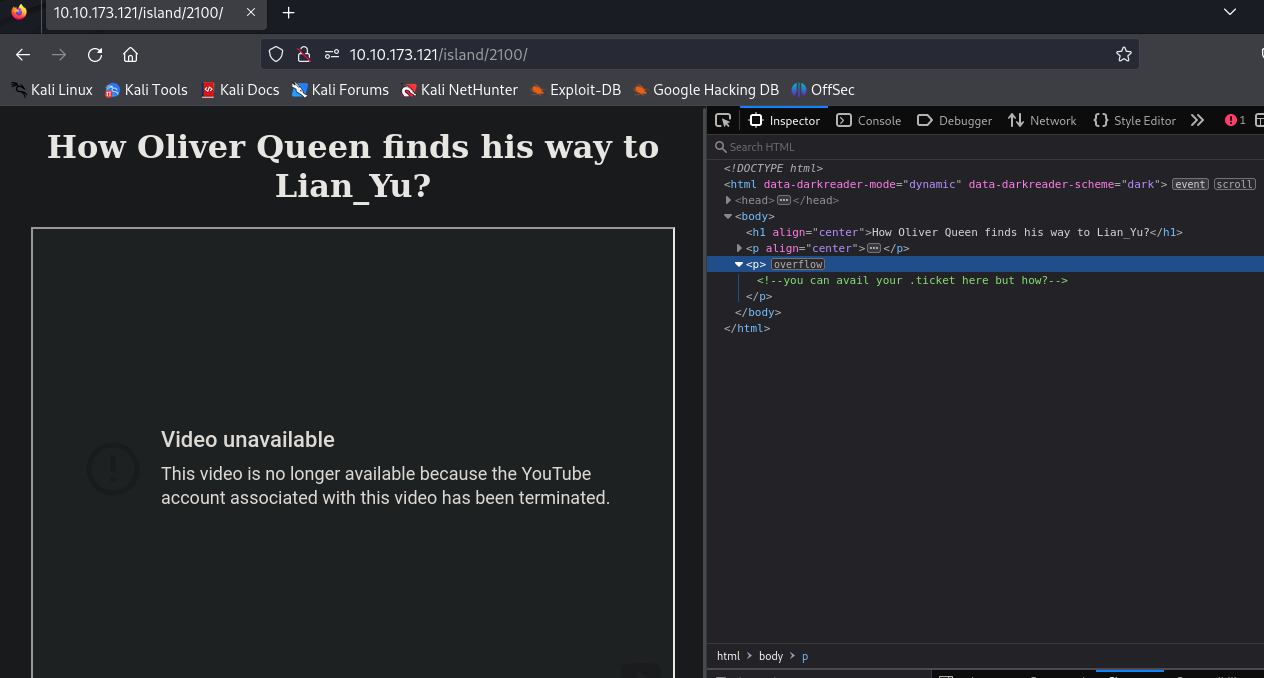 10.10.173.121/island/2100/
10.10.173.121/island/2100/
Kali Linux Kali Tools Kali Docs Kali Forums Kali NetHunter Exploit-DB Google Hacking DB OffSec
How Oliver Queen finds his way to
Lian_Yu?
Video unavailable
This video is no longer available because the YouTube
account associated with this video has been terminated.
Inspector Console Debugger Network Style Editor 1
Search HTML
<!DOCTYPE html>
<html data-darkreader-mode="dynamic" data-darkreader-scheme="dark"> event scroll
<head> ••• </head>
<body>
<h1 align="center">How Oliver Queen finds his way to Lian_Yu?</h1>
<p align="center"> ••• </p>
<p> overflow
<!--you can avail your .ticket here but how?-->
</p>
</body>
</html>
html > body > p